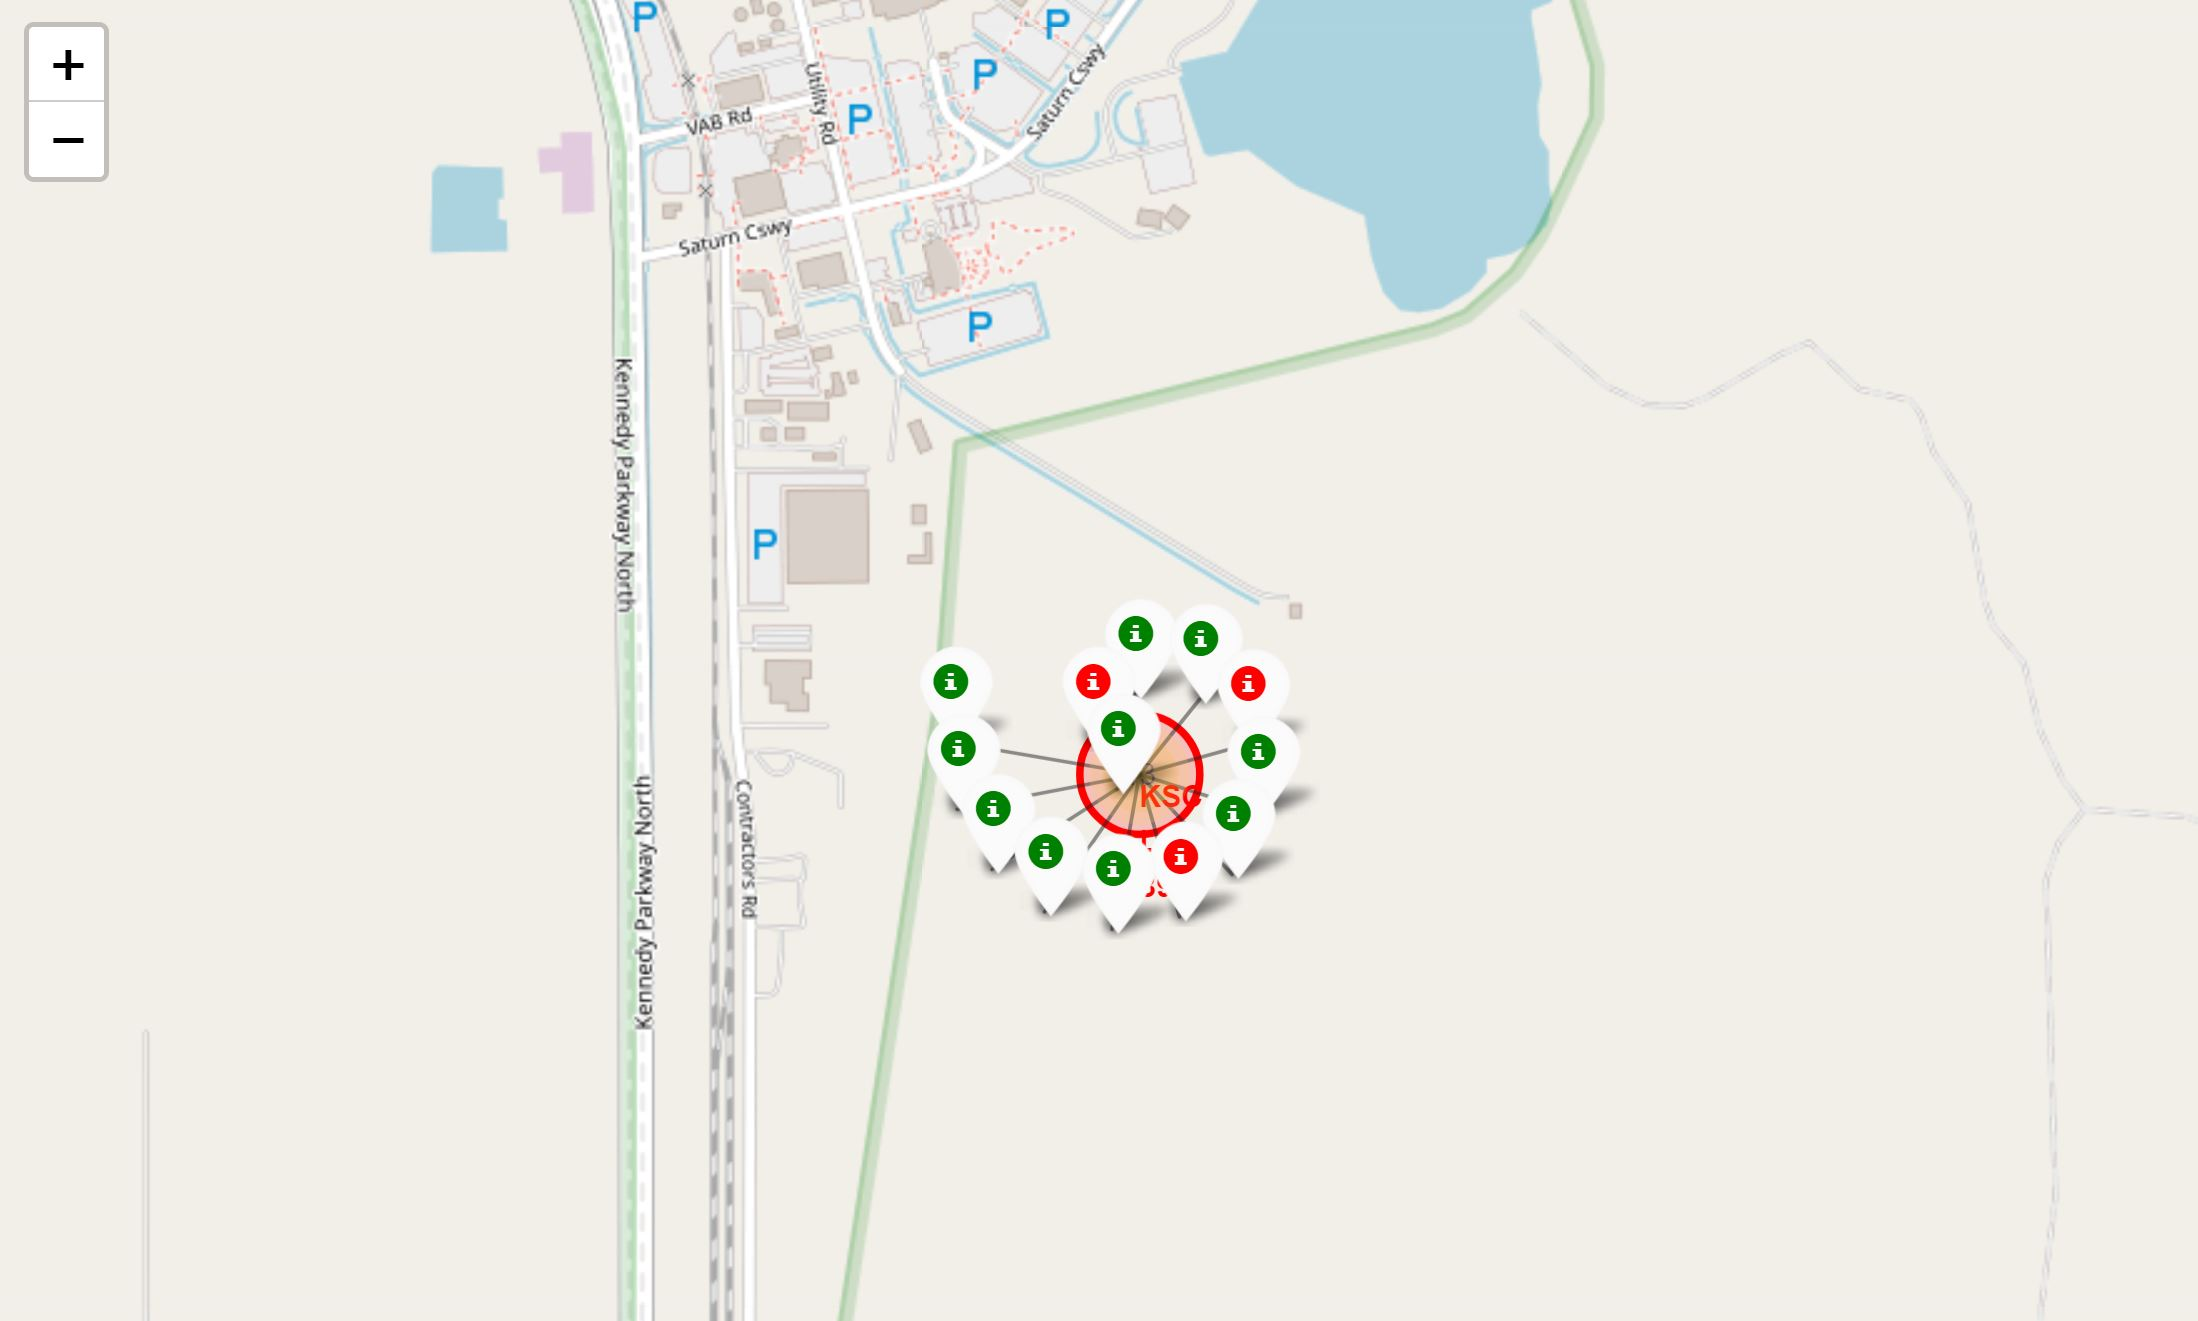 +
−
P
P
P
P
Utility Rd
Saturn Cswy
VAB Rd
Saturn Cswy
P
Kennedy Parkway North
P
i
i
i
i
i
i
i
i
i
KSC
i
i
i
i
Kennedy Parkway North
Contractors Rd